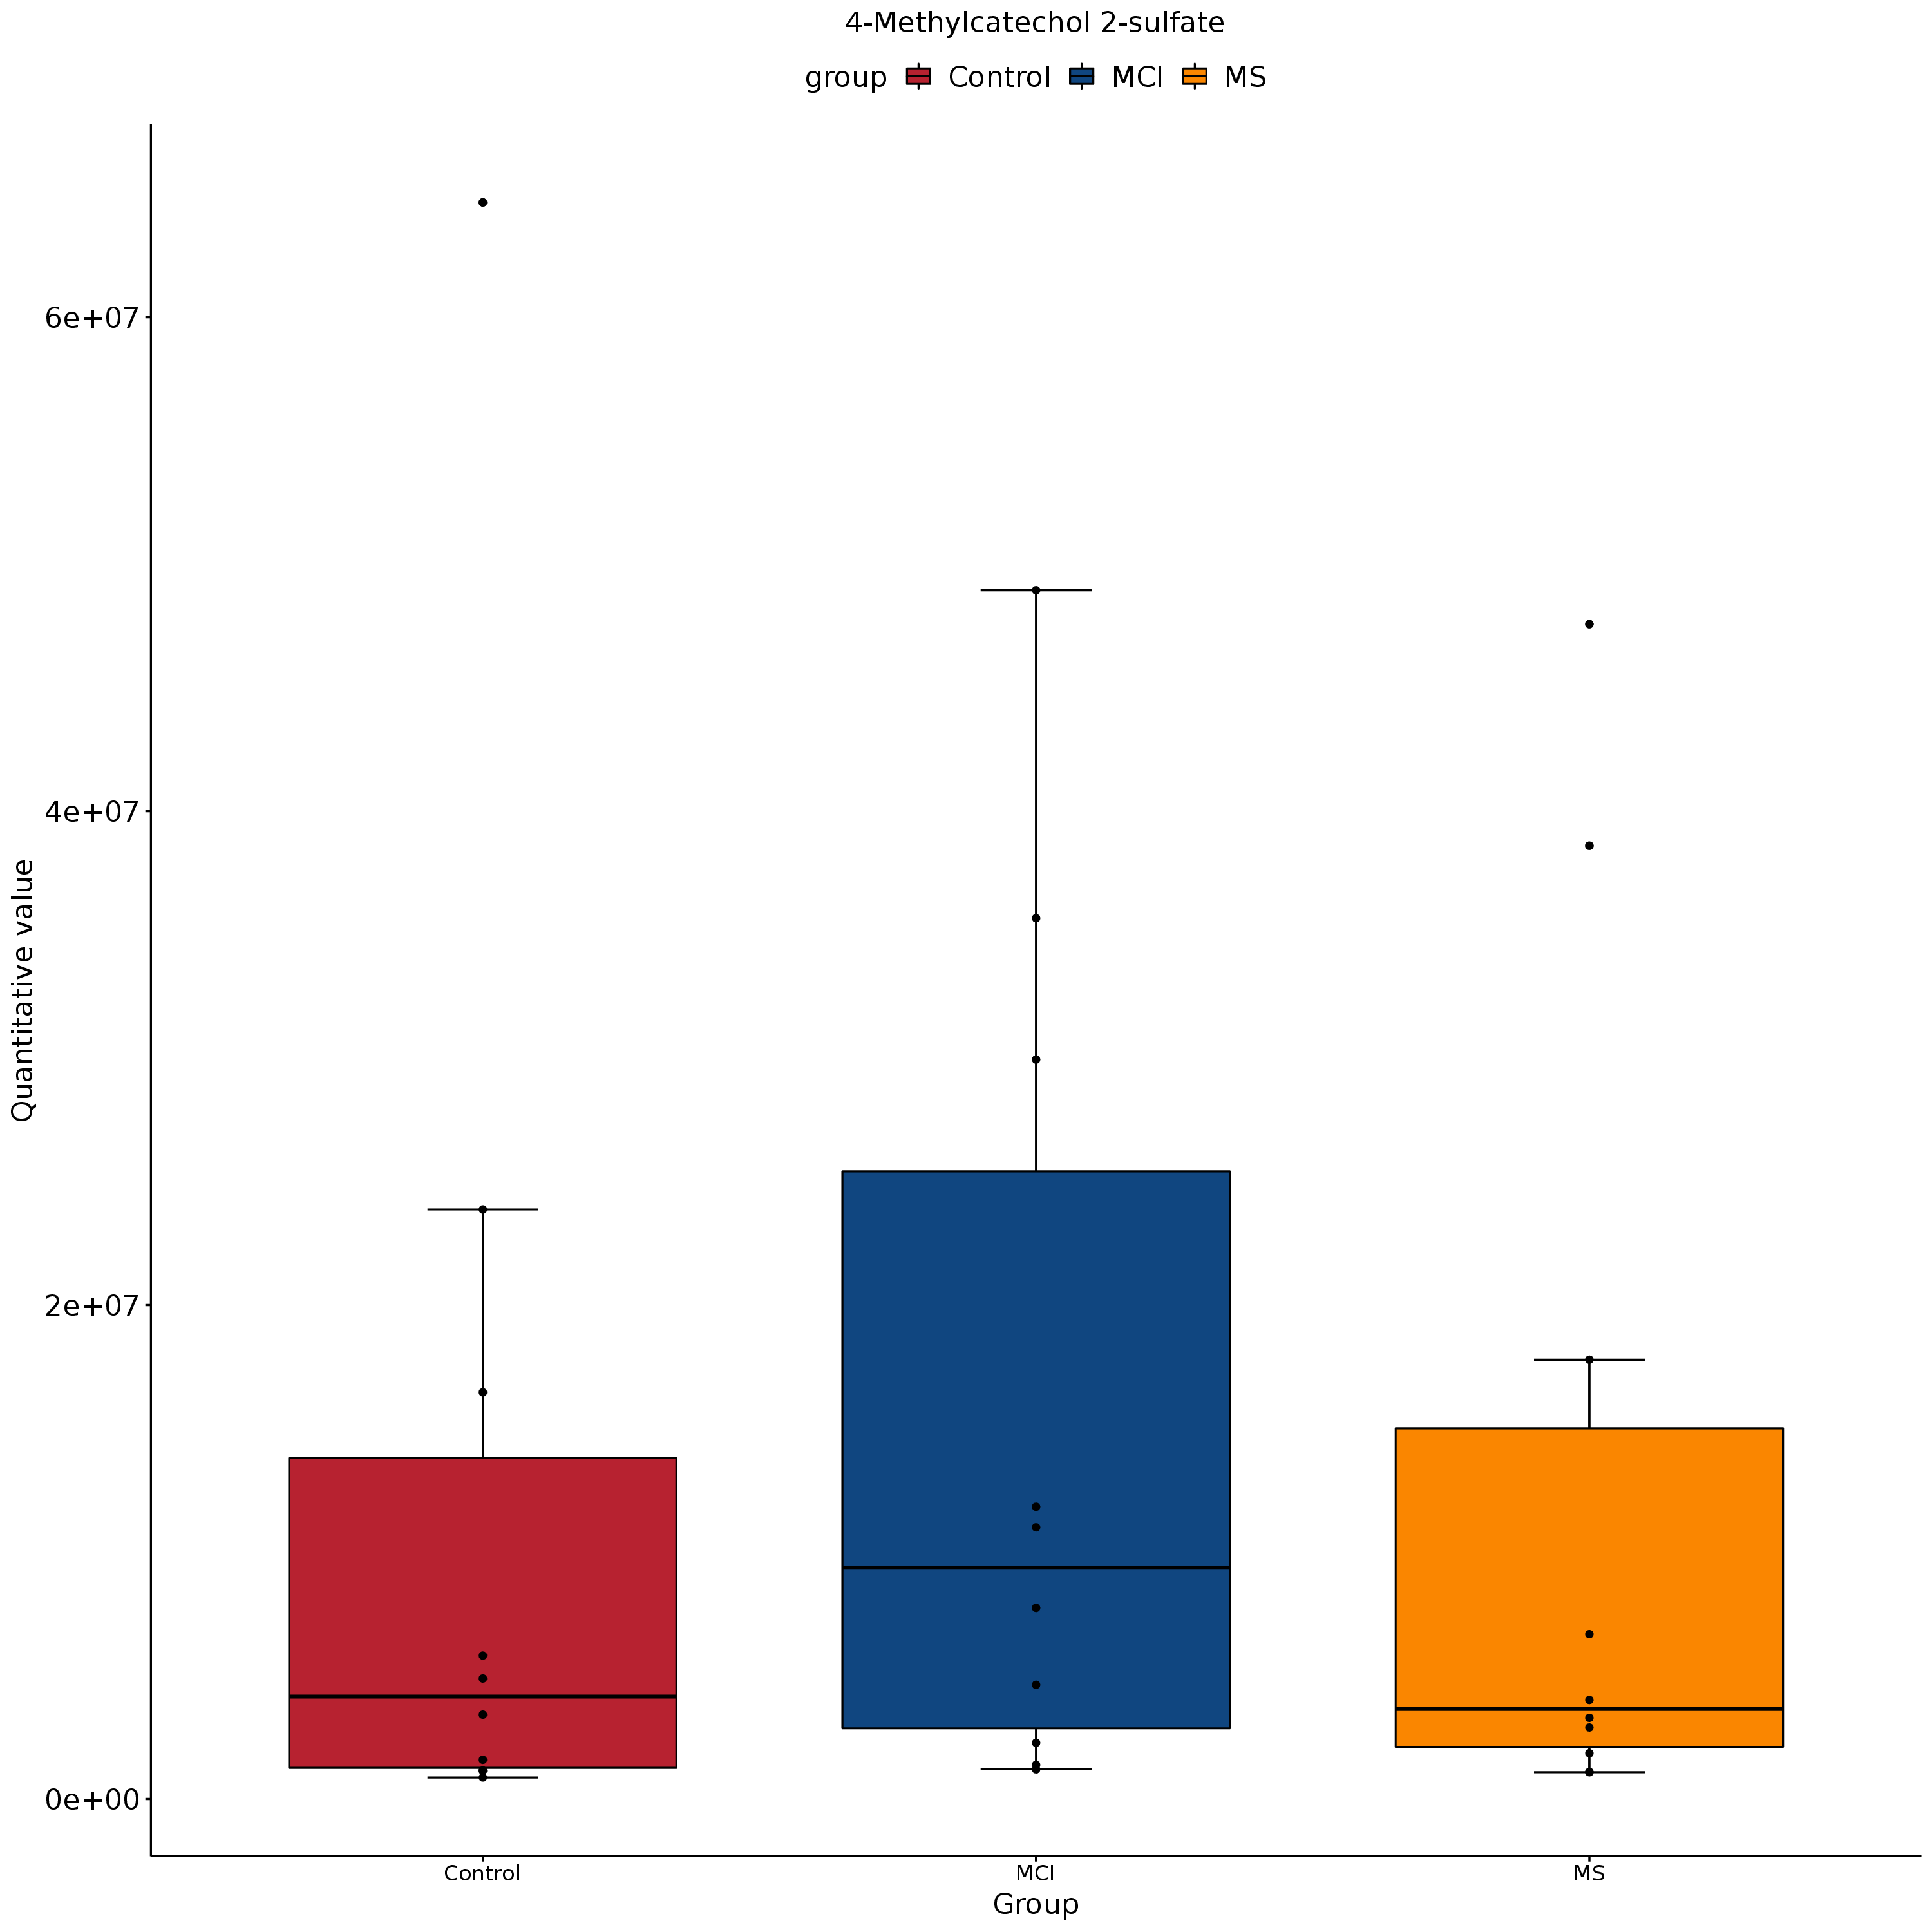 4-Methylcatechol 2-sulfate
group Control MCI MS
6e+07
4e+07
2e+07
0e+00
Quantitative value
Control MCI MS
Group